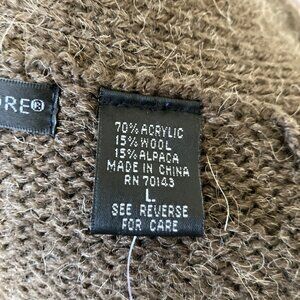 ORE®
70% ACRYLIC
15% WOOL
15% ALPACA
MADE IN CHINA
RN 70143
L
SEE REVERSE
FOR CARE